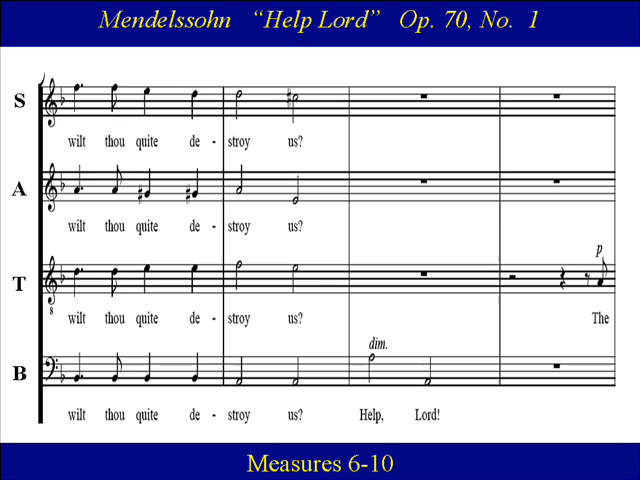 Mendelssohn "Help Lord" Op. 70, No. 1
S
wilt thou quite de - stroy us?
A
wilt thou quite de - stroy us?
p
T
8
wilt thou quite de - stroy us? The
dim.
B
wilt thou quite de - stroy us? Help, Lord!
Measures 6-10